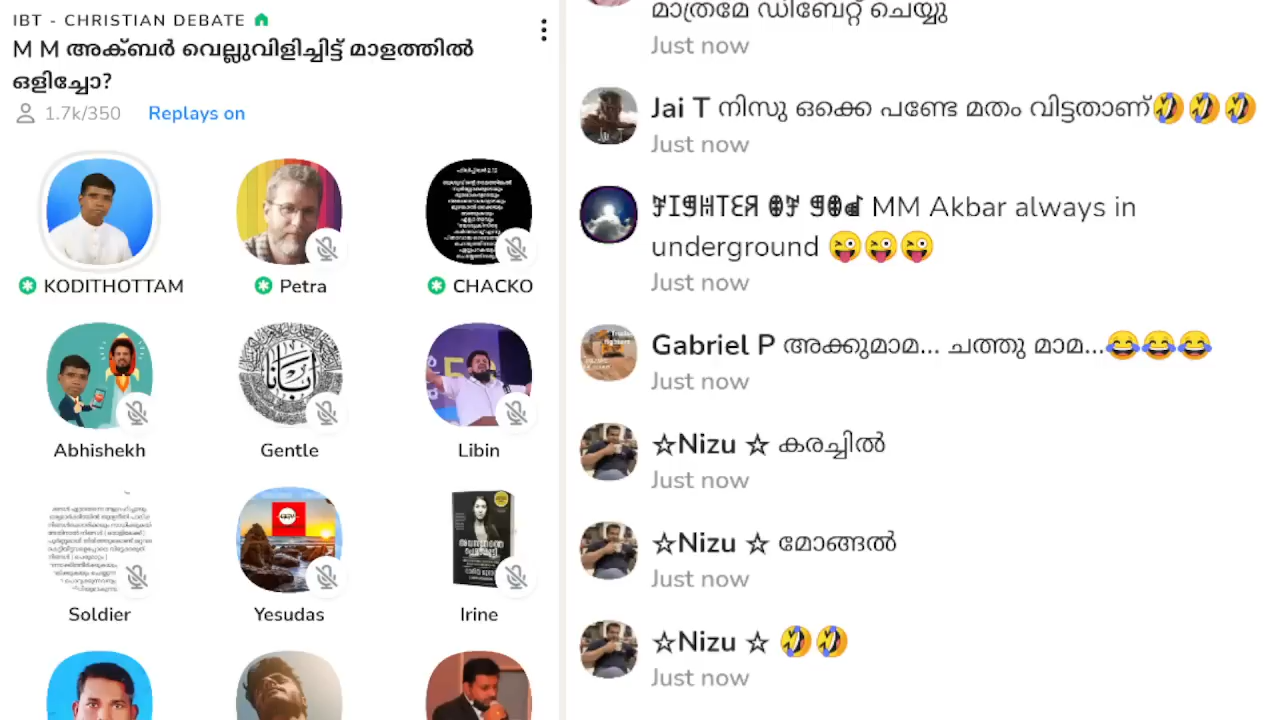 IBT - CHRISTIAN DEBATE
M M അക്ബർ വെല്ലുവിളിച്ചിട്ട് മാളത്തിൽ
ഒളിച്ചോ?
1.7k/350 Replays on
KODITHOTTAM
Petra
CHACKO
Abhishekh
Gentle
Libin
Soldier
Yesudas
Irine
മാത്രമേ ഡിബേറ്റ് ചെയ്യൂ
Just now
Jai T നിസു ഒക്കെ പണ്ടേ മതം വിട്ടതാണ്🤣🤣🤣
Just now
MM Akbar always in
underground 😜😜😜
Just now
Gabriel P അക്കുമാമ... ചത്തു മാമ...😂😂😂
Just now
☆Nizu ☆ കരച്ചിൽ
Just now
☆Nizu ☆ മോങ്ങൽ
Just now
☆Nizu ☆ 🤣🤣
Just now